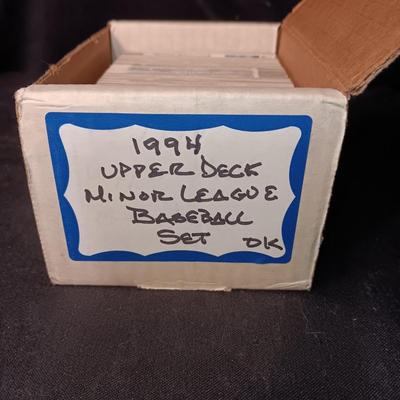 1994
UPPER DECK
MINOR LEAGUE
BASEBALL
SET OK